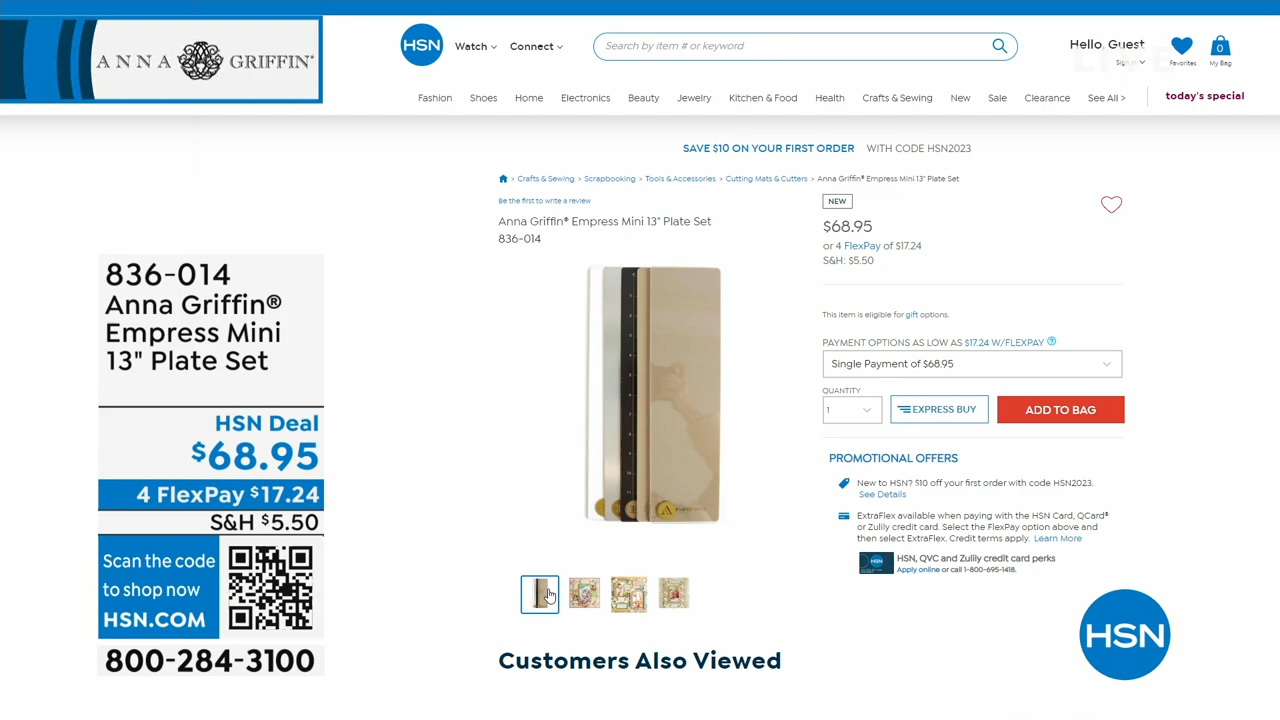 ANNA GRIFFIN®
HSN
Watch
Connect
Search by item # or keyword
Hello, Guest
Sign in
Favorites
0
My Bag
LIVE
Fashion Shoes Home Electronics Beauty Jewelry Kitchen & Food Health Crafts & Sewing New Sale Clearance See All >
today's special
SAVE $10 ON YOUR FIRST ORDER WITH CODE HSN2023
> Crafts & Sewing > Scrapbooking > Tools & Accessories > Cutting Mats & Cutters > Anna Griffin® Empress Mini 13" Plate Set
Be the first to write a review
Anna Griffin® Empress Mini 13" Plate Set
836-014
NEW
$68.95
or 4 FlexPay of $17.24
S&H: $5.50
This item is eligible for gift options.
PAYMENT OPTIONS AS LOW AS $17.24 W/FLEXPAY ?
Single Payment of $68.95
QUANTITY
1
EXPRESS BUY
ADD TO BAG
PROMOTIONAL OFFERS
New to HSN? $10 off your first order with code HSN2023.
See Details
ExtraFlex available when paying with the HSN Card, QCard®
or Zulily credit card. Select the FlexPay option above and
then select ExtraFlex. Credit terms apply. Learn More
HSN
HSN, QVC and Zulily credit card perks
Apply online or call 1-800-695-1418.
A
Customers Also Viewed
HSN
836-014
Anna Griffin®
Empress Mini
13" Plate Set
HSN Deal
$68.95
4 FlexPay $17.24
S&H $5.50
Scan the code
to shop now
HSN.COM
800-284-3100